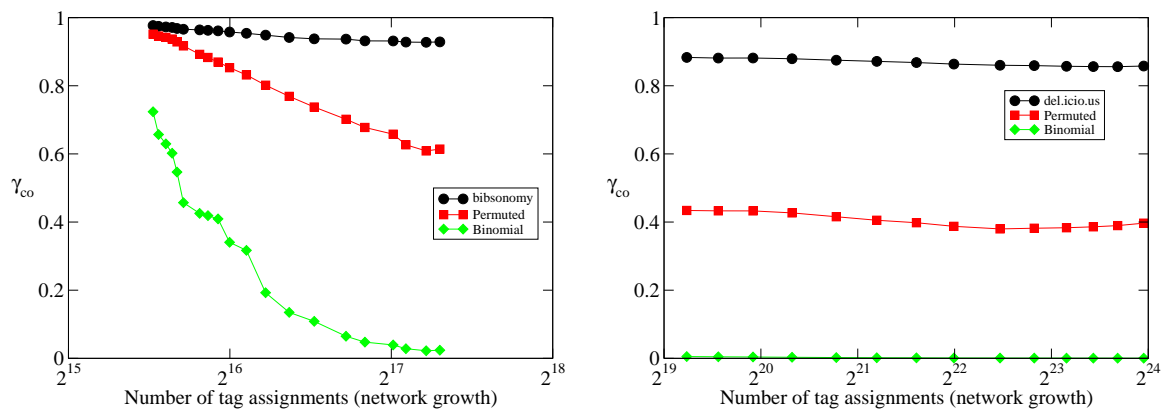 1
0.8
0.6
0.4
0.2
0
γco
2^15
2^16
2^17
2^18
Number of tag assignments (network growth)
bibsonomy
Permuted
Binomial
1
0.8
0.6
0.4
0.2
0
γco
2^19
2^20
2^21
2^22
2^23
2^24
Number of tag assignments (network growth)
del.icio.us
Permuted
Binomial